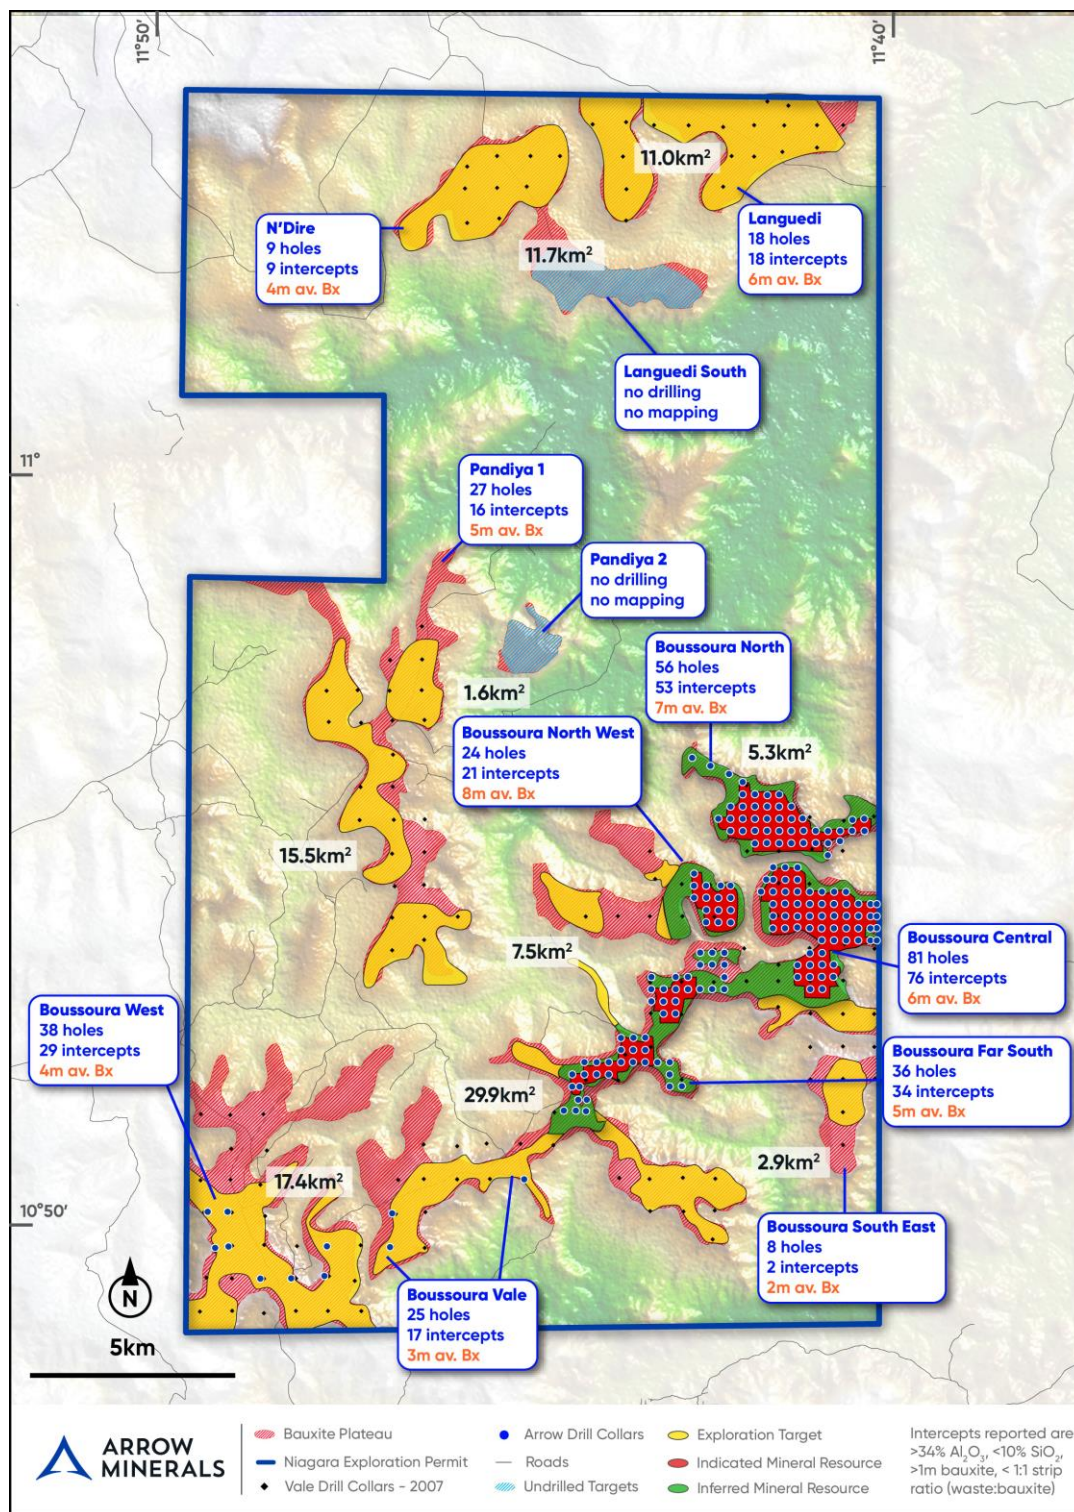 11°50'
11°40'
11.0km²
N'Dire
9 holes
9 intercepts
4m av. Bx
Languedi
18 holes
18 intercepts
6m av. Bx
11.7km²
Languedi South
no drilling
no mapping
11°
Pandiya 1
27 holes
16 intercepts
5m av. Bx
Pandiya 2
no drilling
no mapping
Boussoura North
56 holes
53 intercepts
7m av. Bx
1.6km²
Boussoura North West
24 holes
21 intercepts
8m av. Bx
5.3km²
15.5km²
7.5km²
Boussoura Central
81 holes
76 intercepts
6m av. Bx
Boussoura West
38 holes
29 intercepts
4m av. Bx
Boussoura Far South
36 holes
34 intercepts
5m av. Bx
29.9km²
2.9km²
17.4km²
10°50'
Boussoura South East
8 holes
2 intercepts
2m av. Bx
Boussoura Vale
25 holes
17 intercepts
3m av. Bx
N
5km
ARROW
MINERALS
Bauxite Plateau
Niagara Exploration Permit
Vale Drill Collars - 2007
Arrow Drill Collars
Roads
Undrilled Targets
Exploration Target
Indicated Mineral Resource
Inferred Mineral Resource
Intercepts reported are
>34% Al₂O₃, <10% SiO₂,
>1m bauxite, < 1:1 strip
ratio (waste:bauxite)